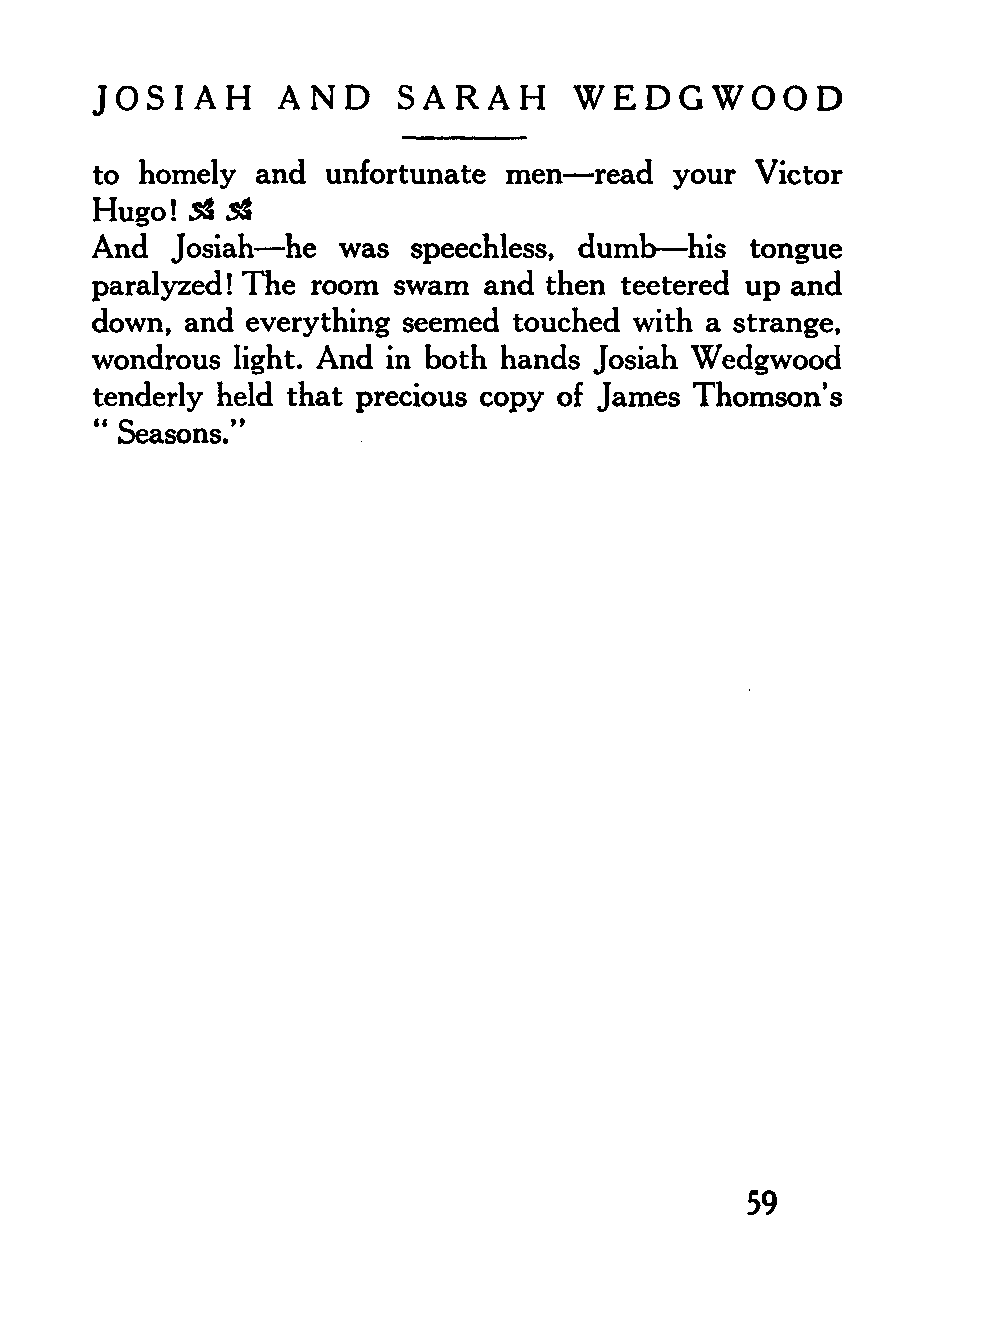 JOSIAH AND SARAH WEDGWOOD
to homely and unfortunate men—read your Victor
Hugo!
And Josiah—he was speechless, dumb—his tongue
paralyzed! The room swam and then teetered up and
down, and everything seemed touched with a strange,
wondrous light. And in both hands Josiah Wedgwood
tenderly held that precious copy of James Thomson's
“ Seasons.”
59